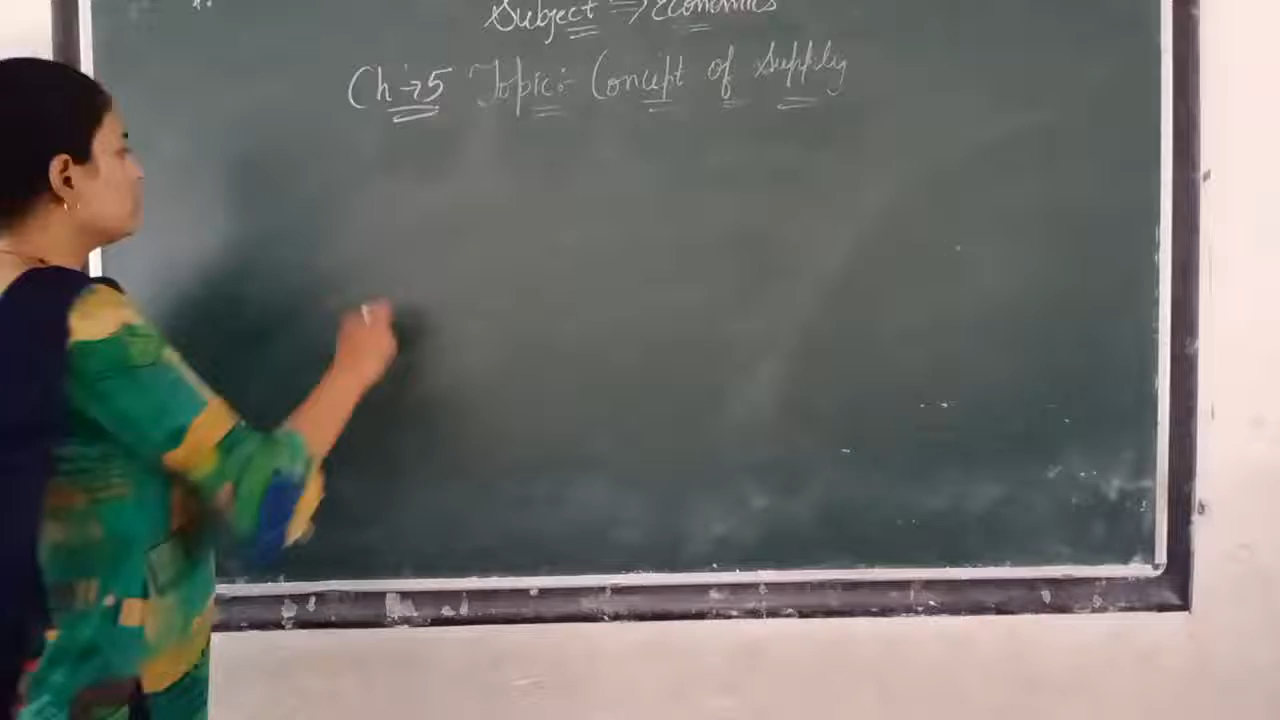 Subject ⇒ Economics
Ch → 5 Topic:- Concept of Supply